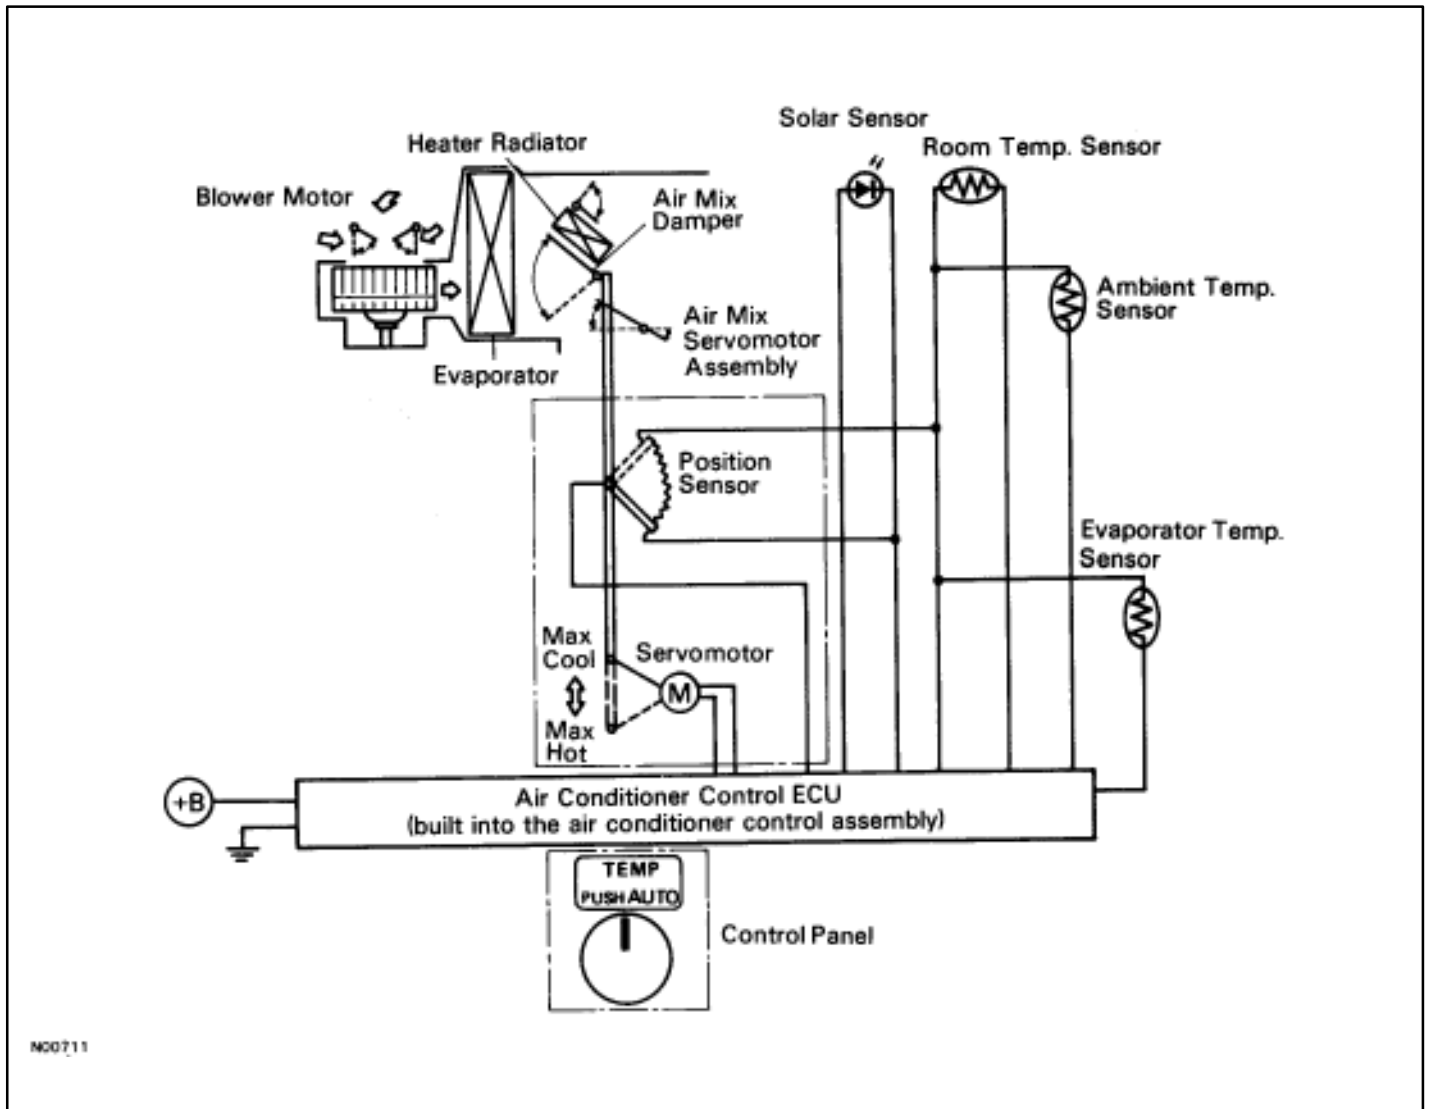 Solar Sensor
Heater Radiator
Room Temp. Sensor
Blower Motor
Air Mix
Damper
Ambient Temp.
Sensor
Air Mix
Servomotor
Assembly
Evaporator
Position
Sensor
Evaporator Temp.
Sensor
Max
Cool
Servomotor
M
Max
Hot
+B
Air Conditioner Control ECU
(built into the air conditioner control assembly)
TEMP
PUSH AUTO
Control Panel
N00711